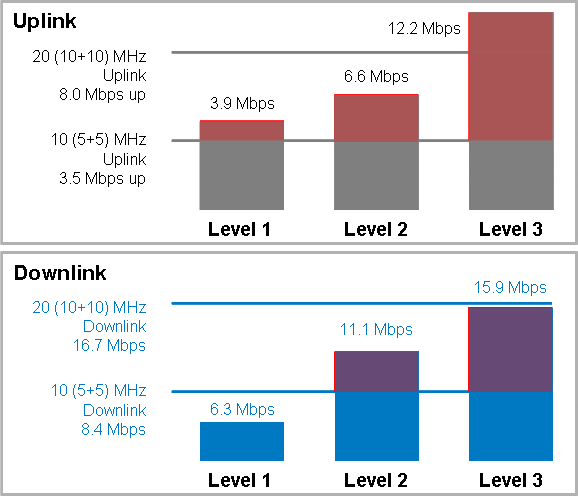 Uplink
12.2 Mbps
20 (10+10) MHz
Uplink
8.0 Mbps up
6.6 Mbps
3.9 Mbps
10 (5+5) MHz
Uplink
3.5 Mbps up
Level 1
Level 2
Level 3
Downlink
15.9 Mbps
20 (10+10) MHz
Downlink
16.7 Mbps
11.1 Mbps
10 (5+5) MHz
Downlink
8.4 Mbps
6.3 Mbps
Level 1
Level 2
Level 3